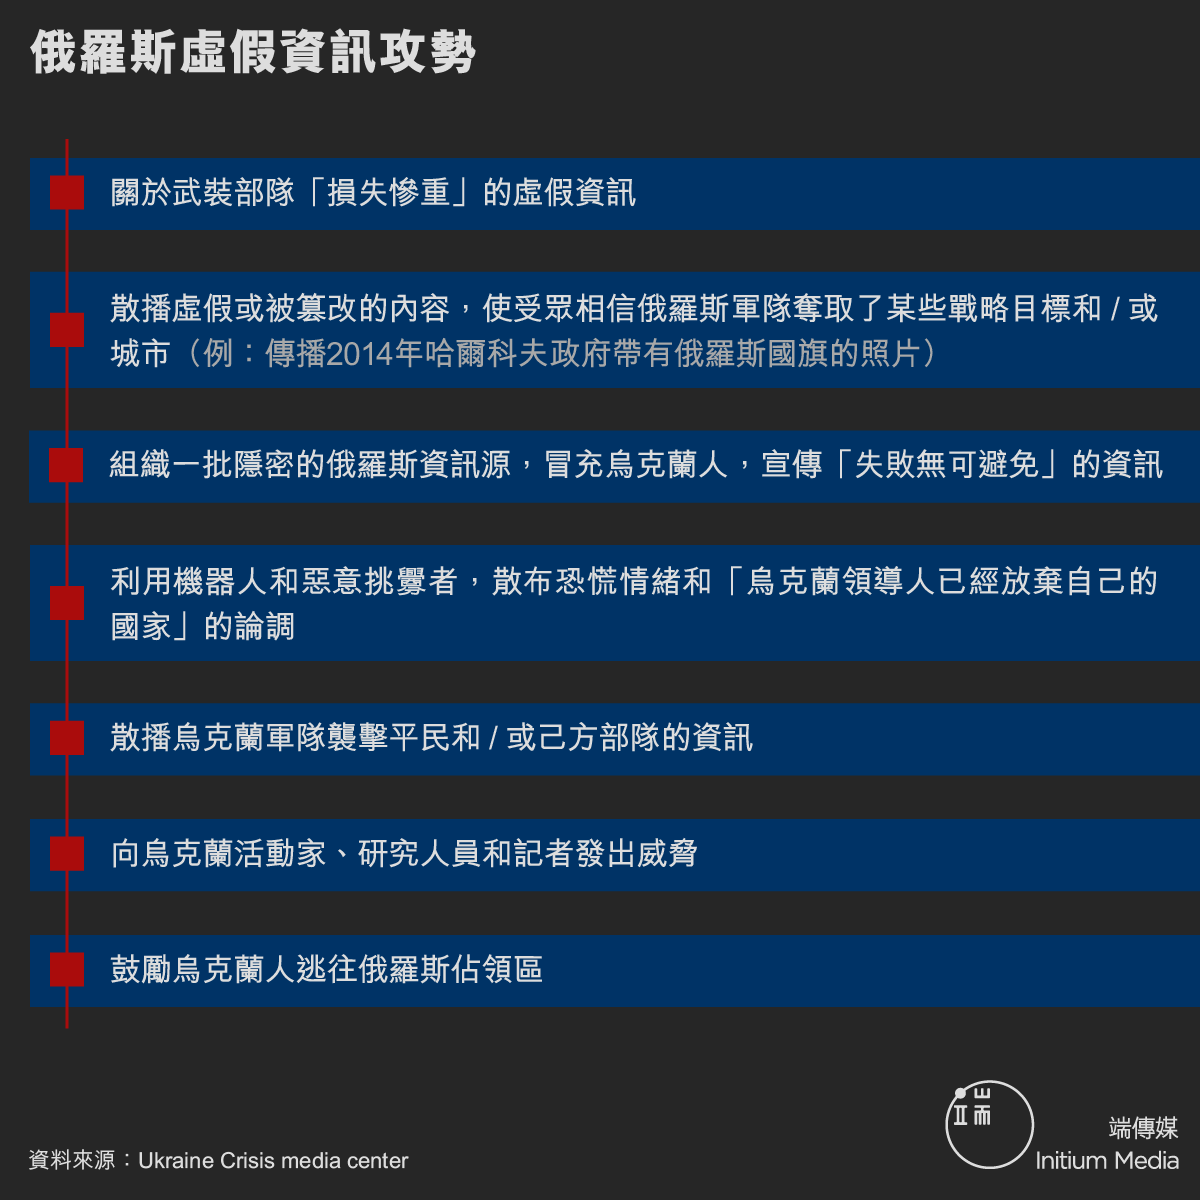 俄羅斯虛假資訊攻勢
關於武裝部隊「損失慘重」的虛假資訊
散播虛假或被篡改的內容，使受眾相信俄羅斯軍隊奪取了某些戰略目標和 / 或
城市（例：傳播2014年哈爾科夫政府帶有俄羅斯國旗的照片）
組織一批隱密的俄羅斯資訊源，冒充烏克蘭人，宣傳「失敗無可避免」的資訊
利用機器人和惡意挑釁者，散布恐慌情緒和「烏克蘭領導人已經放棄自己的
國家」的論調
散播烏克蘭軍隊襲擊平民和 / 或己方部隊的資訊
向烏克蘭活動家、研究人員和記者發出威脅
鼓勵烏克蘭人逃往俄羅斯佔領區
端
端傳媒
Initium Media
資料來源：Ukraine Crisis media center